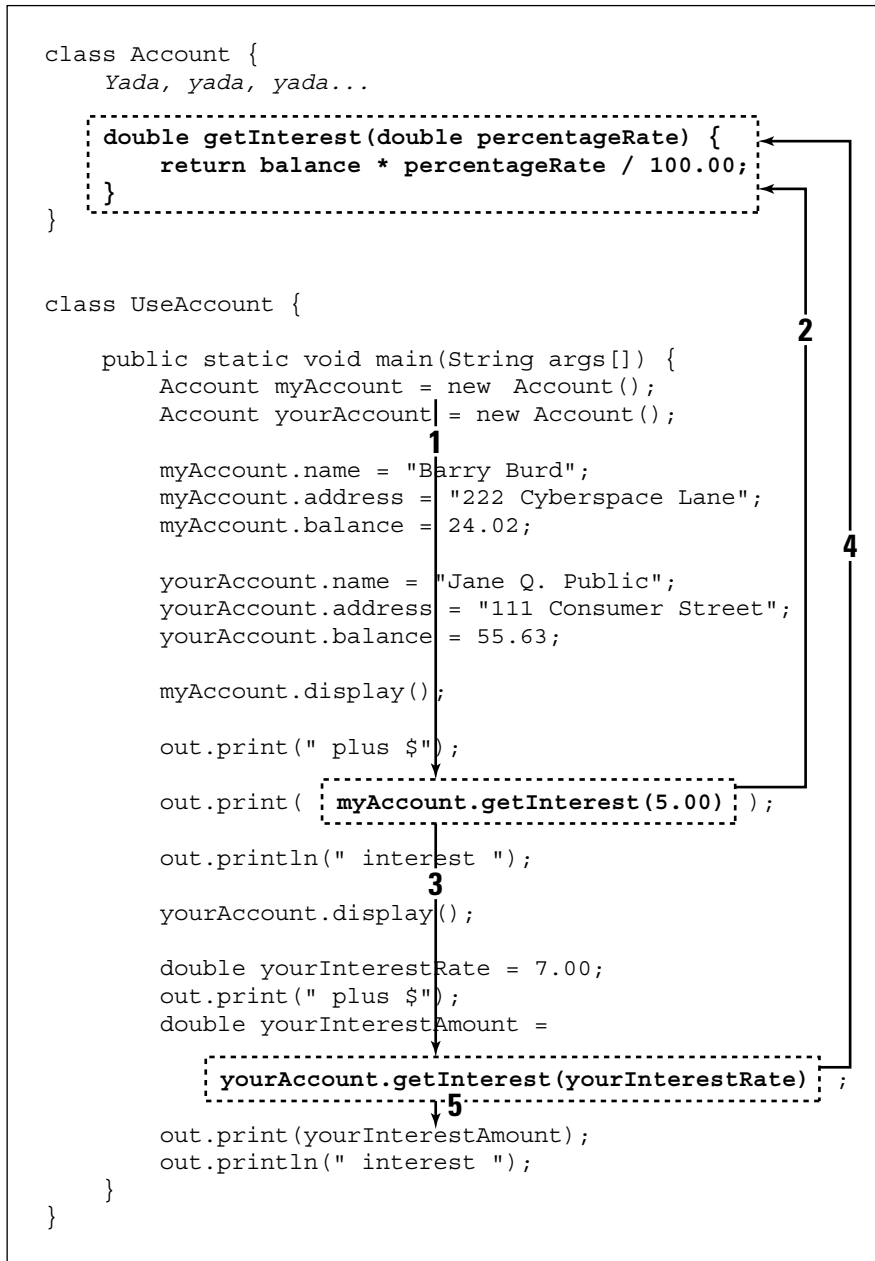 class Account {
    Yada, yada, yada...
    double getInterest(double percentageRate) {
        return balance * percentageRate / 100.00;
    }
}
class UseAccount {
2
    public static void main(String args[]) {
        Account myAccount = new Account();
        Account yourAccount = new Account();
1
        myAccount.name = "Barry Burd";
        myAccount.address = "222 Cyberspace Lane";
        myAccount.balance = 24.02;
4
        yourAccount.name = "Jane Q. Public";
        yourAccount.address = "111 Consumer Street";
        yourAccount.balance = 55.63;
        myAccount.display();
        out.print(" plus $");
        out.print( myAccount.getInterest(5.00) );
        out.println(" interest ");
3
        yourAccount.display();
        double yourInterestRate = 7.00;
        out.print(" plus $");
        double yourInterestAmount =
            yourAccount.getInterest(yourInterestRate) ;
5
        out.print(yourInterestAmount);
        out.println(" interest ");
    }
}